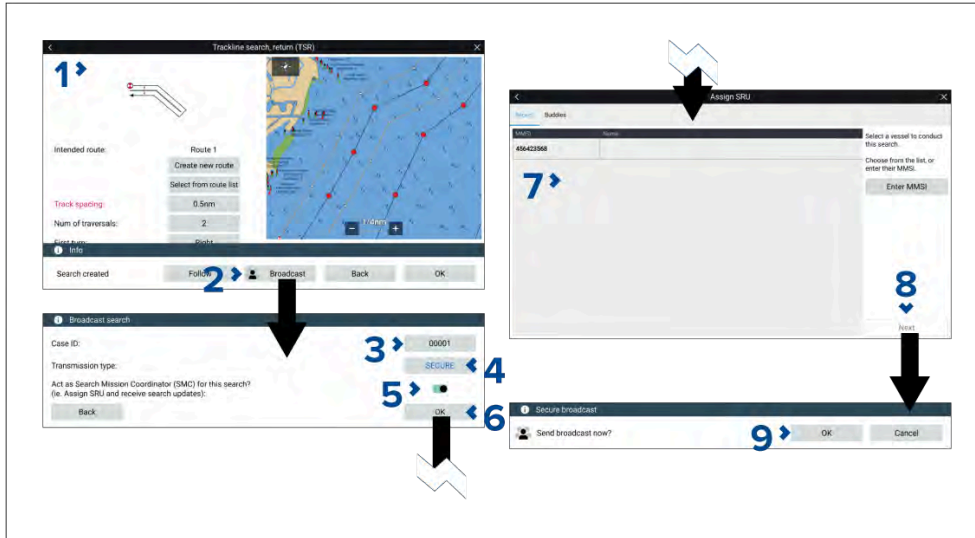 Trackline search, return (TSR)
1
Intended route:
Route 1
Create new route
Select from route list
Track spacing:
0.5nm
Num of traversals:
2
First turn:
Right
Info
Search created
Follow
2
Broadcast
Back
OK
Broadcast search
Case ID:
3
00001
Transmission type:
SECURE
4
Act as Search Mission Coordinator (SMC) for this search?
(ie. Assign SRU and receive search updates):
5
Back
OK
6
Assign SRU
Buddies
MMSI
Name
456423568
7
Select a vessel to conduct
this search.
Choose from the list, or
enter their MMSI.
Enter MMSI
8
Next
Secure broadcast
Send broadcast now?
9
OK
Cancel